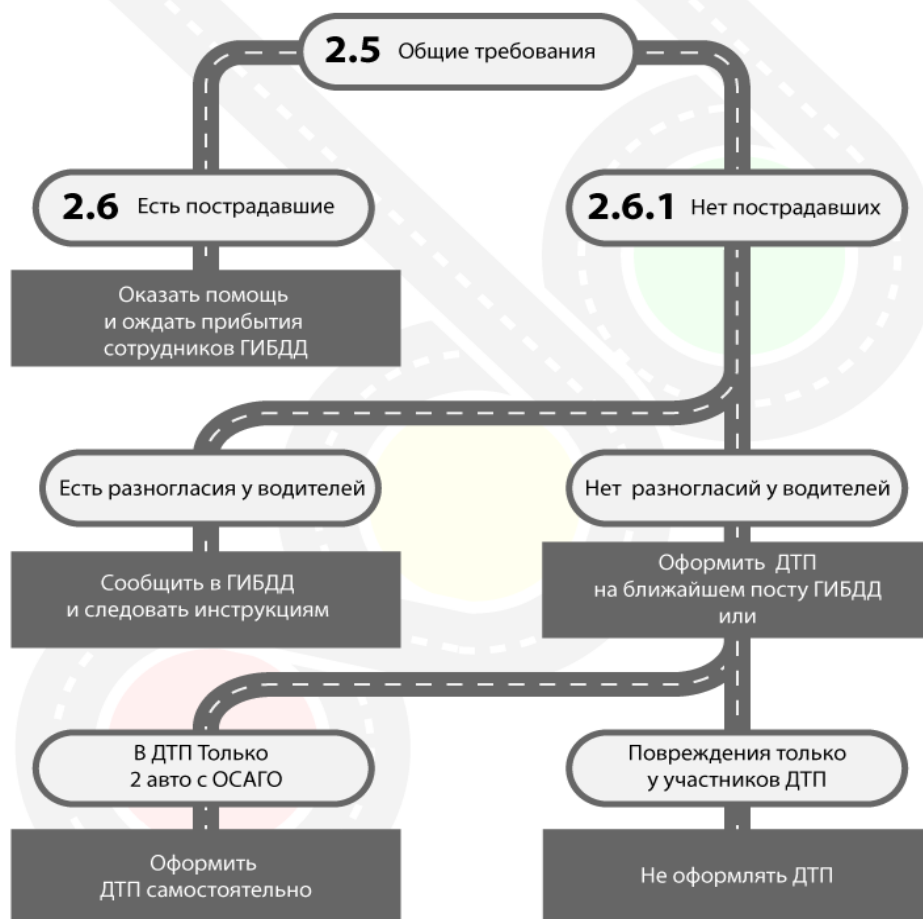 2.5 Общие требования
2.6 Есть пострадавшие
2.6.1 Нет пострадавших
Оказать помощь
и ождать прибытия
сотрудников ГИБДД
Есть разногласия у водителей
Нет разногласий у водителей
Сообщить в ГИБДД
и следовать инструкциям
Оформить ДТП
на ближайшем посту ГИБДД
или
В ДТП Только
2 авто с ОСАГО
Повреждения только
у участников ДТП
Оформить
ДТП самостоятельно
Не оформлять ДТП